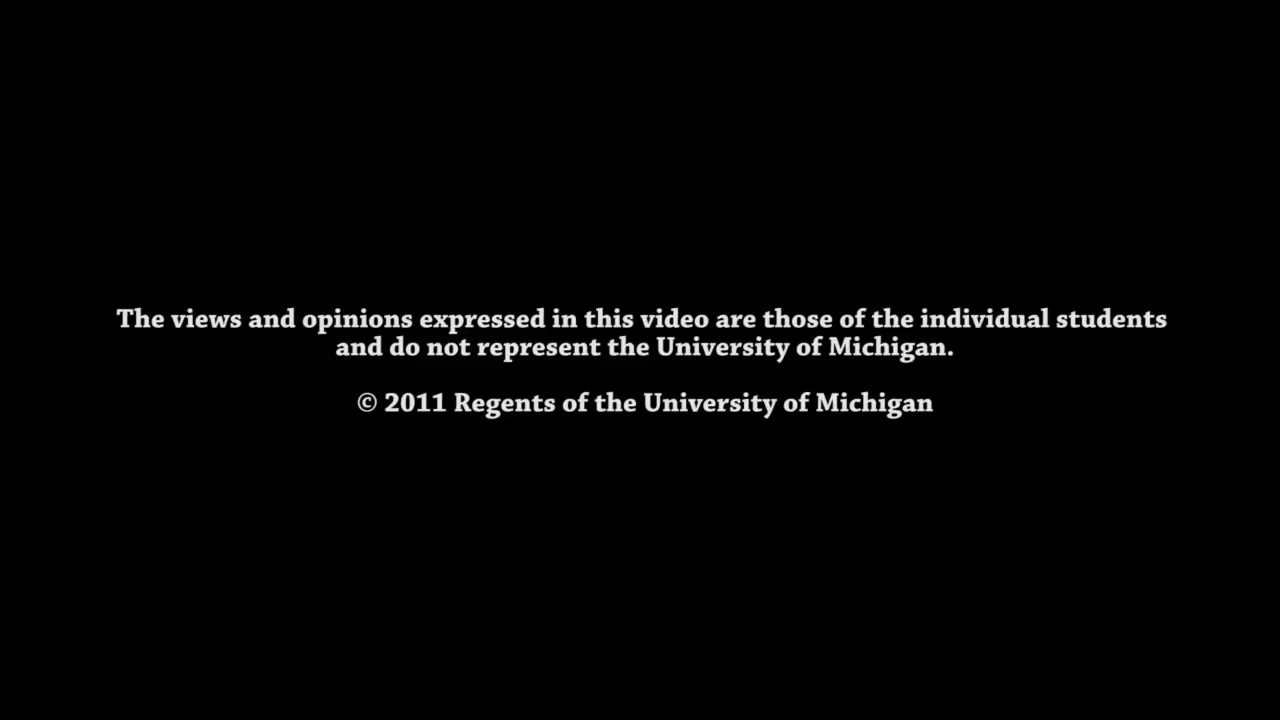 The views and opinions expressed in this video are those of the individual students
and do not represent the University of Michigan.
© 2011 Regents of the University of Michigan